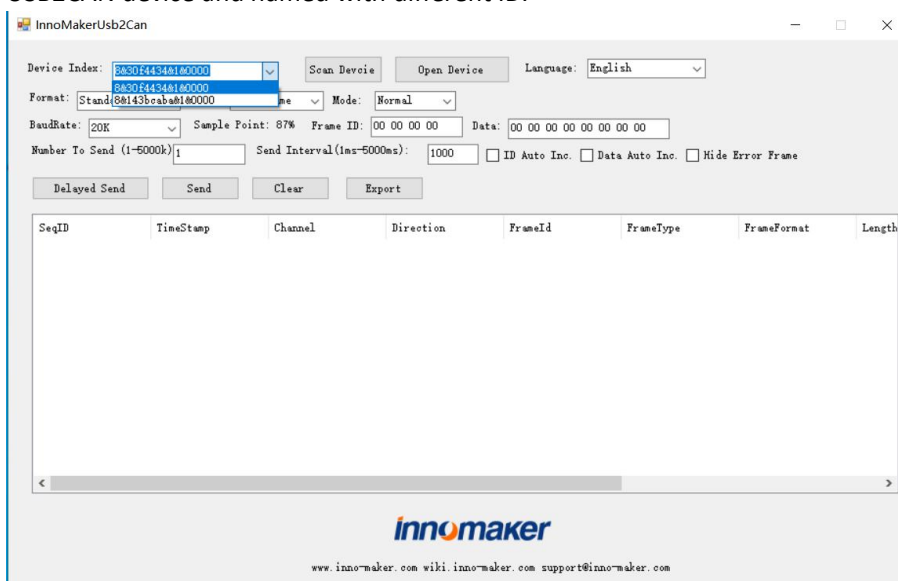 InnoMakerUsb2Can
Device Index: 8&30f4434&1&0000 Scan Devcie Open Device Language: English
8&30f4434&1&0000
8&143bcaba&1&0000
Format: Mode: Normal
BaudRate: 20K Sample Point: 87% Frame ID: 00 00 00 00 Data: 00 00 00 00 00 00 00 00
Number To Send (1-5000k) 1 Send Interval(1ms-5000ms): 1000 ID Auto Inc. Data Auto Inc. Hide Error Frame
Delayed Send Send Clear Export
SeqID TimeStamp Channel Direction FrameId FrameType FrameFormat Length
innomaker
www.inno-maker.com wiki.inno-maker.com support@inno-maker.com